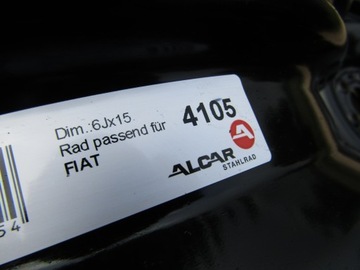 Dim.:6Jx15
Rad passend für
FIAT
4105
ALCAR
STAHLRAD
54